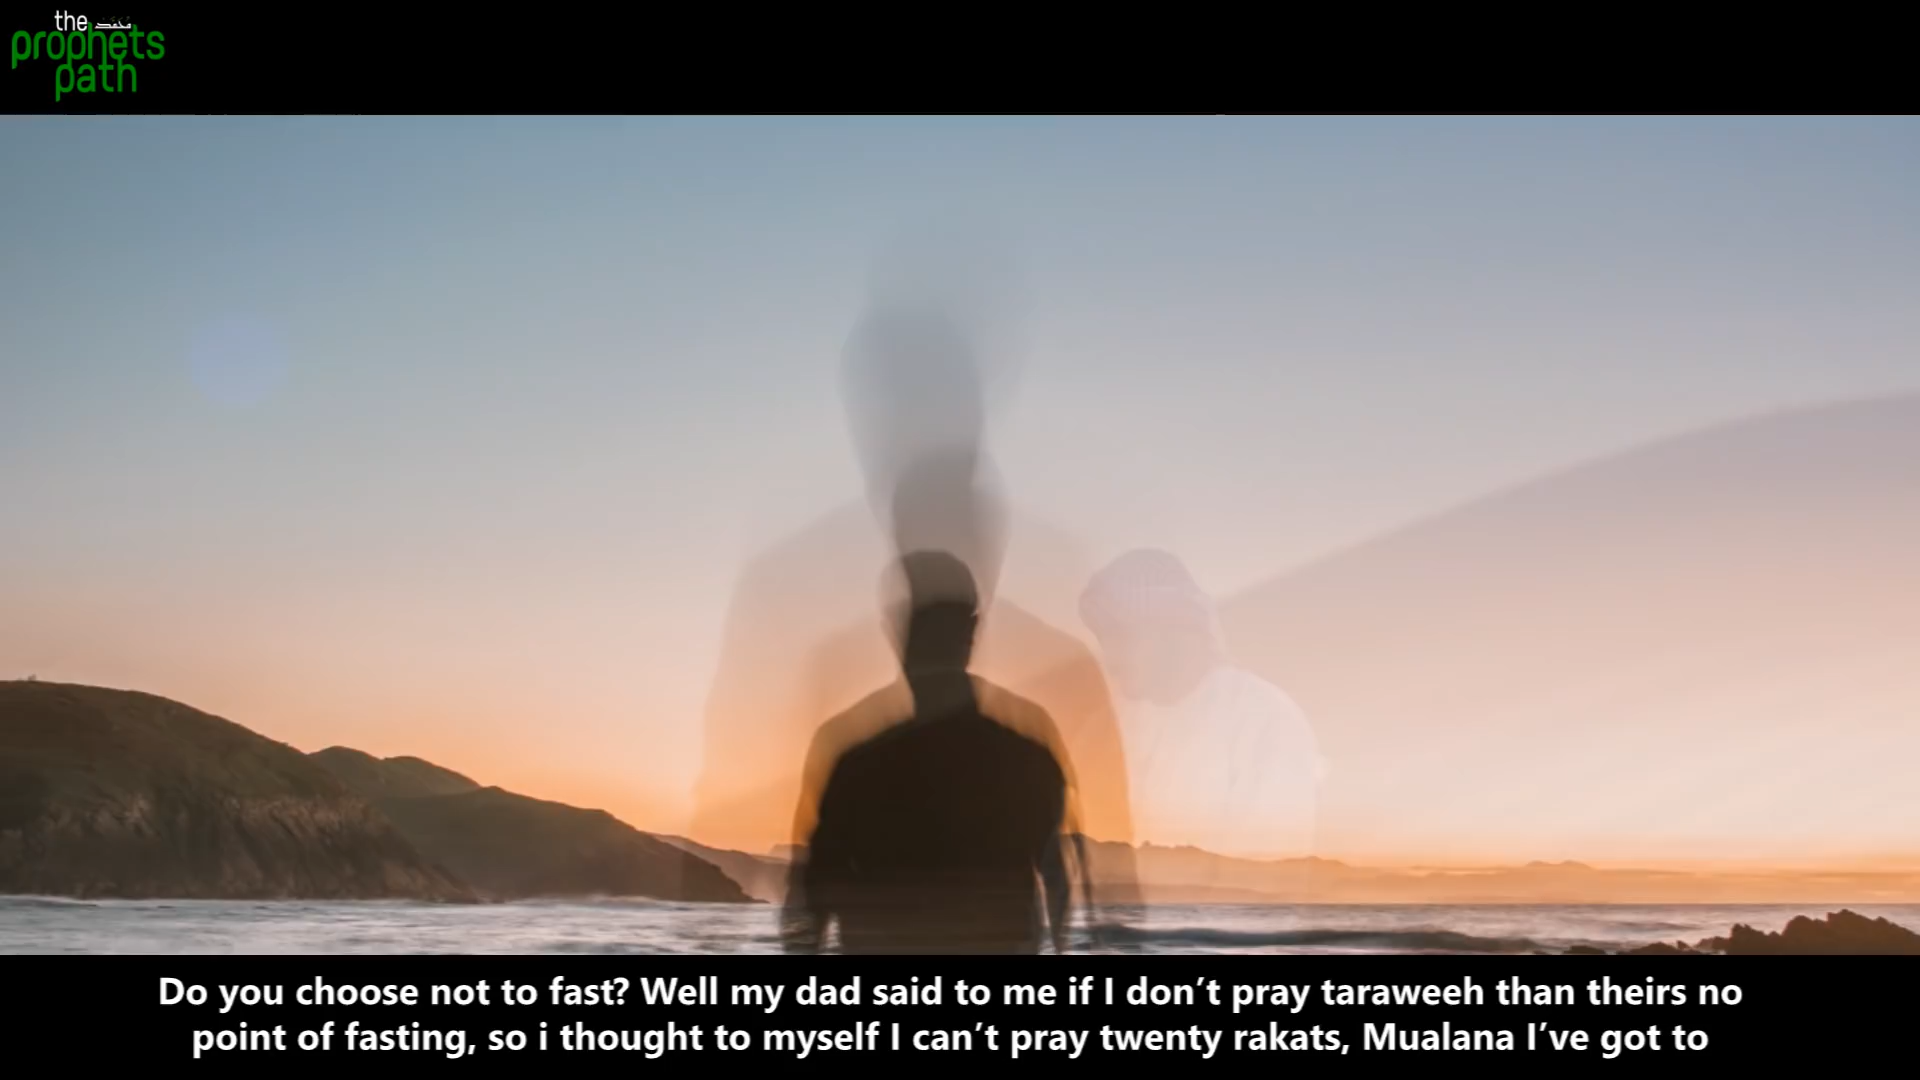 the محمد
prophets
path
Do you choose not to fast? Well my dad said to me if I don’t pray taraweeh than theirs no
point of fasting, so i thought to myself I can’t pray twenty rakats, Mualana I’ve got to